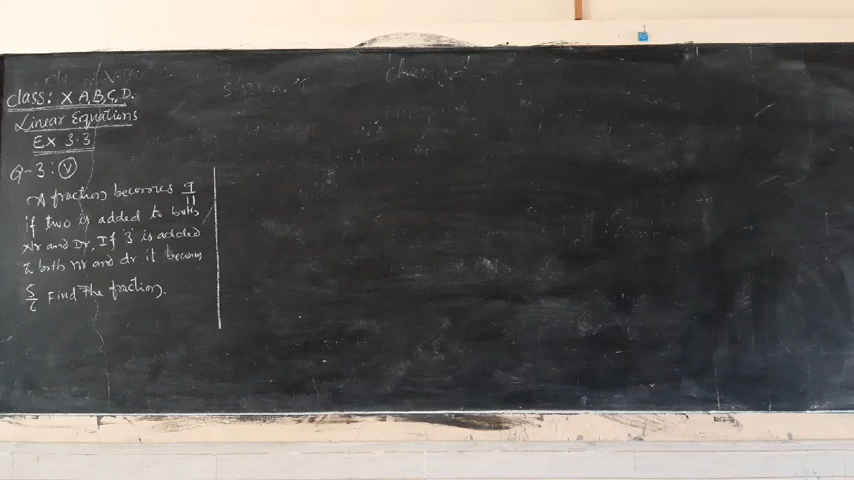 class: X A,B,C,D.
Linear Equations
Ex 3.3
Q-3: (v)
A fraction becomes 9/11
if two is added to both
Nr and Dr. If '3' is added
to both nr and dr it becomes
5/6 Find the fraction.